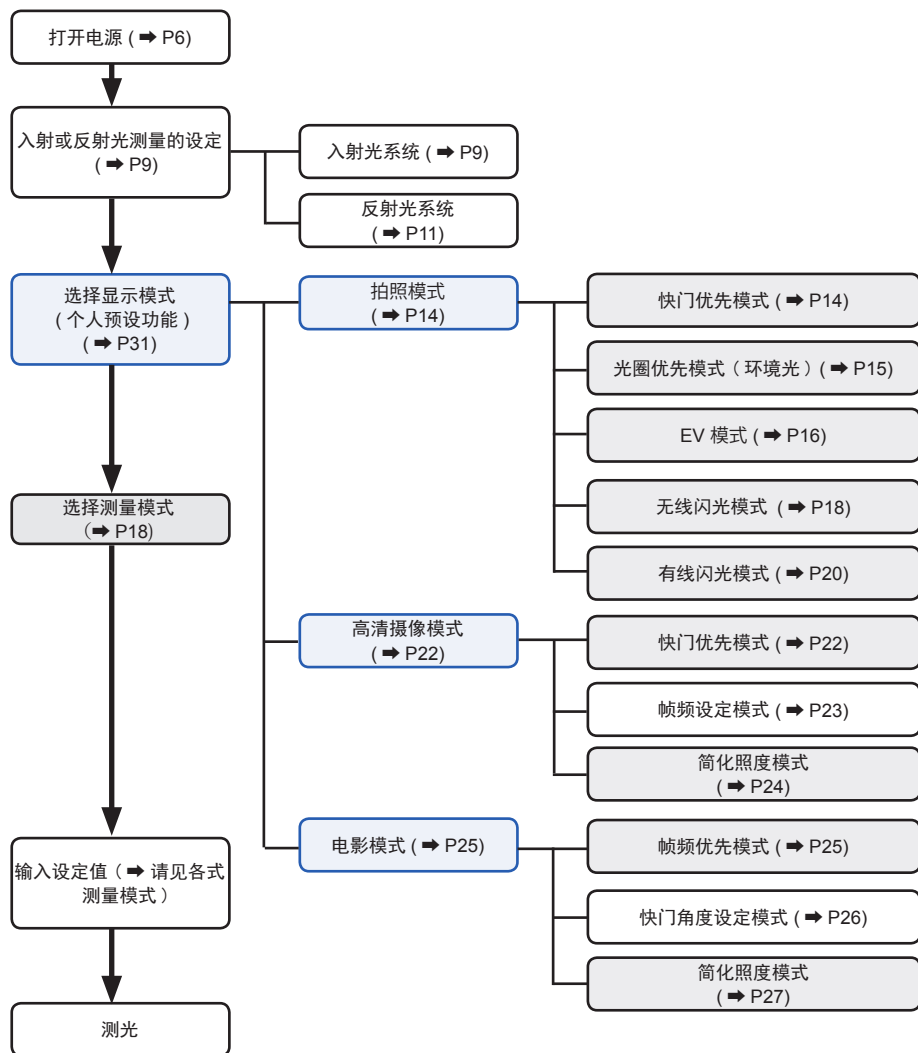 打开电源 ( ➡ P6)
入射或反射光测量的设定
( ➡ P9)
入射光系统 ( ➡ P9)
反射光系统
( ➡ P11)
选择显示模式
( 个人预设功能 )
( ➡ P31)
拍照模式
( ➡ P14)
快门优先模式 ( ➡ P14)
光圈优先模式（ 环境光 ）( ➡ P15)
EV 模式 ( ➡ P16)
无线闪光模式 ( ➡ P18)
有线闪光模式 ( ➡ P20)
选择测量模式
（➡ P18)
高清摄像模式
( ➡ P22)
快门优先模式 ( ➡ P22)
帧频设定模式 ( ➡ P23)
简化照度模式
( ➡ P24)
电影模式 ( ➡ P25)
帧频优先模式 ( ➡ P25)
快门角度设定模式 ( ➡ P26)
简化照度模式
( ➡ P27)
输入设定值（ ➡ 请见各式
测量模式 ）
测光